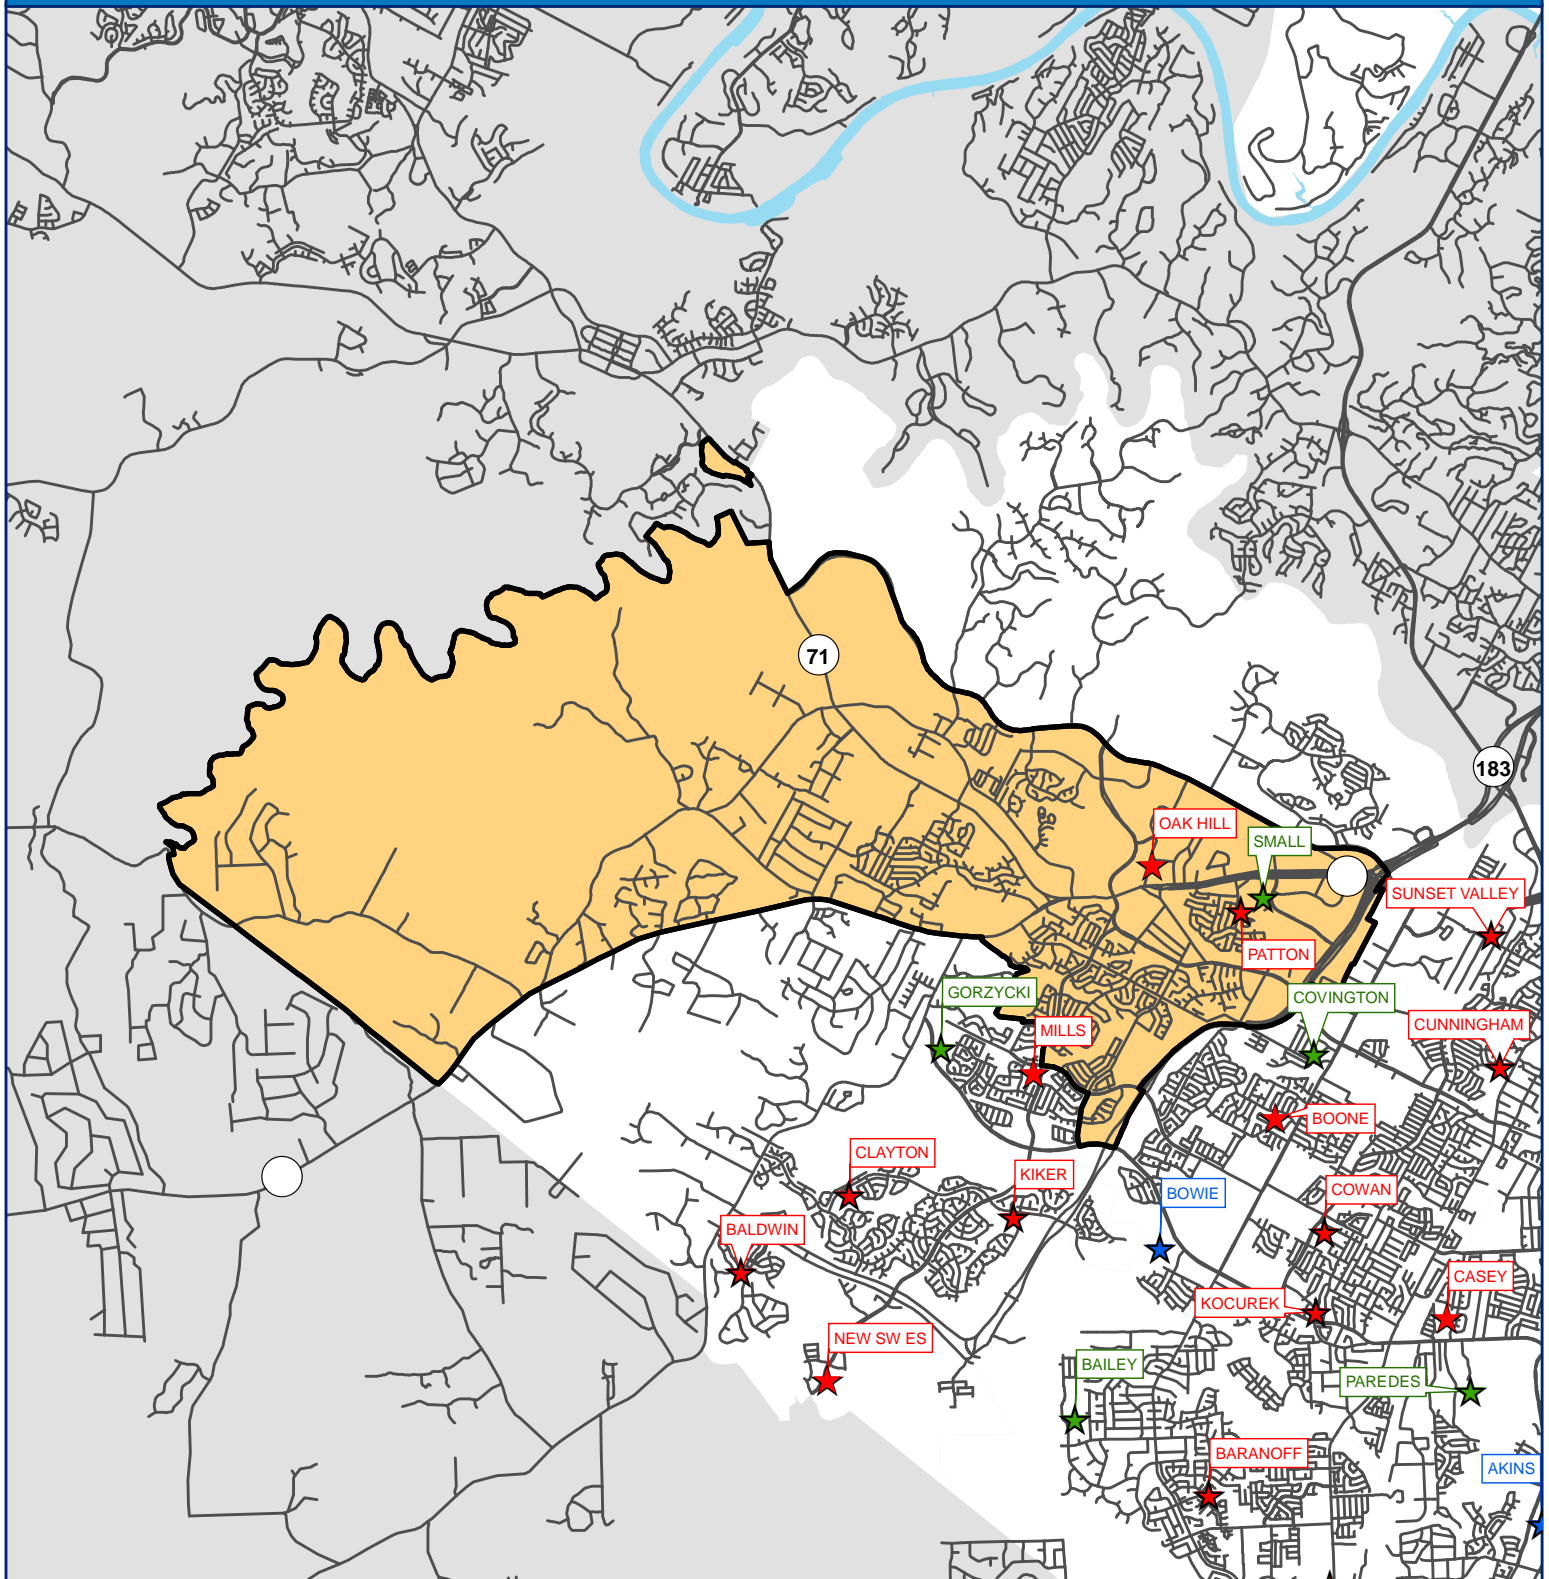 71
183
OAK HILL
SMALL
SUNSET VALLEY
PATTON
GORZYCKI
COVINGTON
MILLS
CUNNINGHAM
BOONE
CLAYTON
KIKER
BOWIE
COWAN
BALDWIN
CASEY
KOCUREK
NEW SW ES
BAILEY
PAREDES
BARANOFF
AKINS